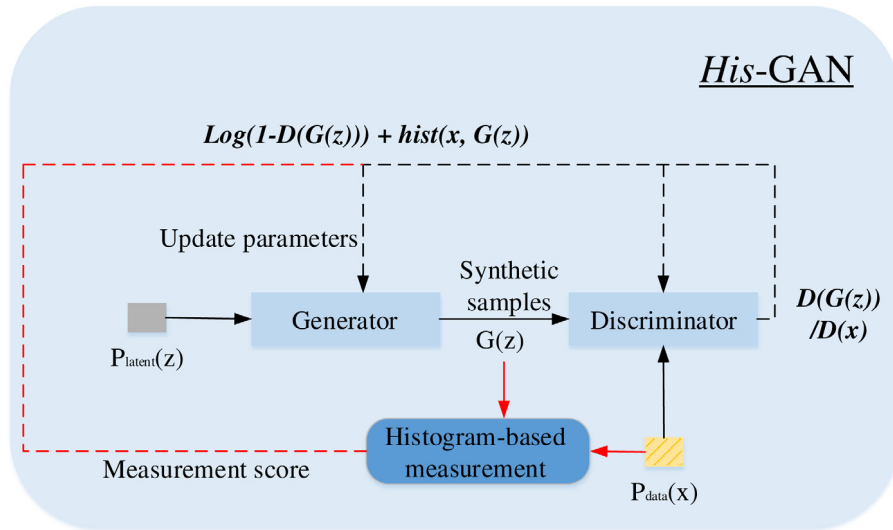 His-GAN
Log(1-D(G(z))) + hist(x, G(z))
Update parameters
Synthetic
samples
D(G(z))
/D(x)
Generator
Discriminator
G(z)
Platent(z)
Histogram-based
measurement
Measurement score
Pdata(x)